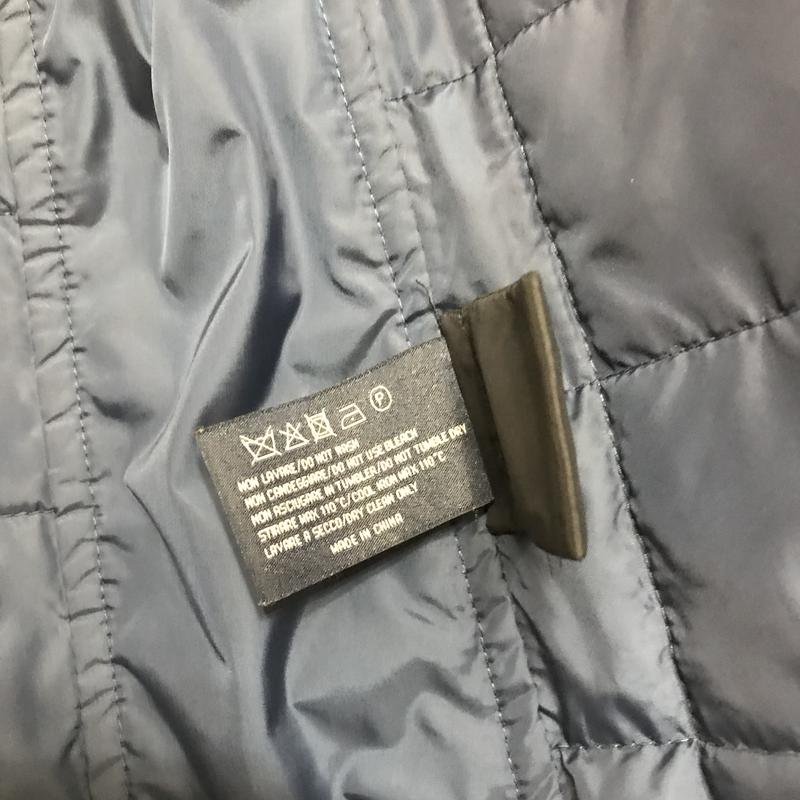 P
NON LAVARE/DO NOT WASH
NON CANDEGGARE/DO NOT USE BLEACH
NON ASCIUGARE IN TUMBLER/DO NOT TUMBLE DRY
STIRARE MAX 110°C/COOL IRON MAX 110°C
LAVARE A SECCO/DRY CLEAN ONLY
MADE IN CHINA